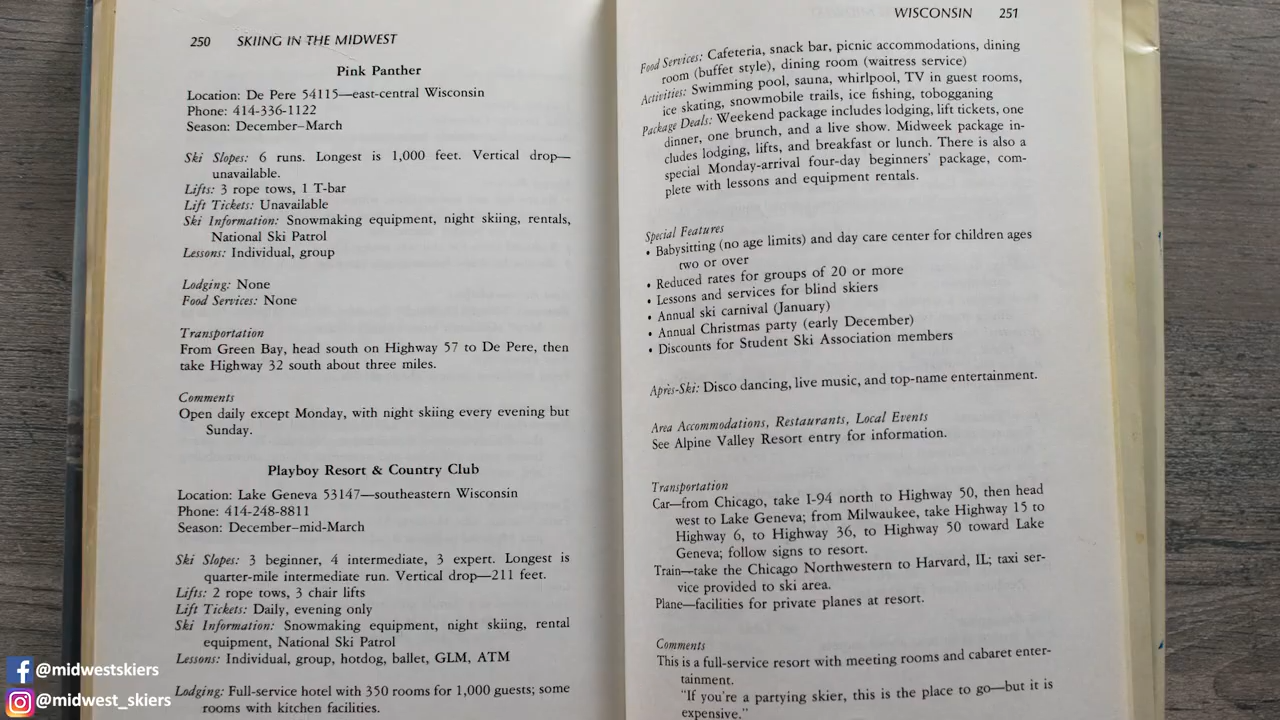 250 SKIING IN THE MIDWEST
Pink Panther
Location: De Pere 54115—east-central Wisconsin
Phone: 414-336-1122
Season: December–March
Ski Slopes: 6 runs. Longest is 1,000 feet. Vertical drop—
unavailable.
Lifts: 3 rope tows, 1 T-bar
Lift Tickets: Unavailable
Ski Information: Snowmaking equipment, night skiing, rentals,
National Ski Patrol
Lessons: Individual, group
Lodging: None
Food Services: None
Transportation
From Green Bay, head south on Highway 57 to De Pere, then
take Highway 32 south about three miles.
Comments
Open daily except Monday, with night skiing every evening but
Sunday.
Playboy Resort & Country Club
Location: Lake Geneva 53147—southeastern Wisconsin
Phone: 414-248-8811
Season: December–mid-March
Ski Slopes: 3 beginner, 4 intermediate, 3 expert. Longest is
quarter-mile intermediate run. Vertical drop—211 feet.
Lifts: 2 rope tows, 3 chair lifts
Lift Tickets: Daily, evening only
Ski Information: Snowmaking equipment, night skiing, rental
equipment, National Ski Patrol
Lessons: Individual, group, hotdog, ballet, GLM, ATM
Lodging: Full-service hotel with 350 rooms for 1,000 guests; some
rooms with kitchen facilities.
WISCONSIN 251
Food Services: Cafeteria, snack bar, picnic accommodations, dining
room (buffet style), dining room (waitress service)
Activities: Swimming pool, sauna, whirlpool, TV in guest rooms,
ice skating, snowmobile trails, ice fishing, tobogganing
Package Deals: Weekend package includes lodging, lift tickets, one
dinner, one brunch, and a live show. Midweek package in-
cludes lodging, lifts, and breakfast or lunch. There is also a
special Monday-arrival four-day beginners' package, com-
plete with lessons and equipment rentals.
Special Features
• Babysitting (no age limits) and day care center for children ages
two or over
• Reduced rates for groups of 20 or more
• Lessons and services for blind skiers
• Annual ski carnival (January)
• Annual Christmas party (early December)
• Discounts for Student Ski Association members
Après-Ski: Disco dancing, live music, and top-name entertainment.
Area Accommodations, Restaurants, Local Events
See Alpine Valley Resort entry for information.
Transportation
Car—from Chicago, take I-94 north to Highway 50, then head
west to Lake Geneva; from Milwaukee, take Highway 15 to
Highway 6, to Highway 36, to Highway 50 toward Lake
Geneva; follow signs to resort.
Train—take the Chicago Northwestern to Harvard, IL; taxi ser-
vice provided to ski area.
Plane—facilities for private planes at resort.
Comments
This is a full-service resort with meeting rooms and cabaret enter-
tainment.
"If you're a partying skier, this is the place to go—but it is
expensive."
@midwestskiers
@midwest_skiers